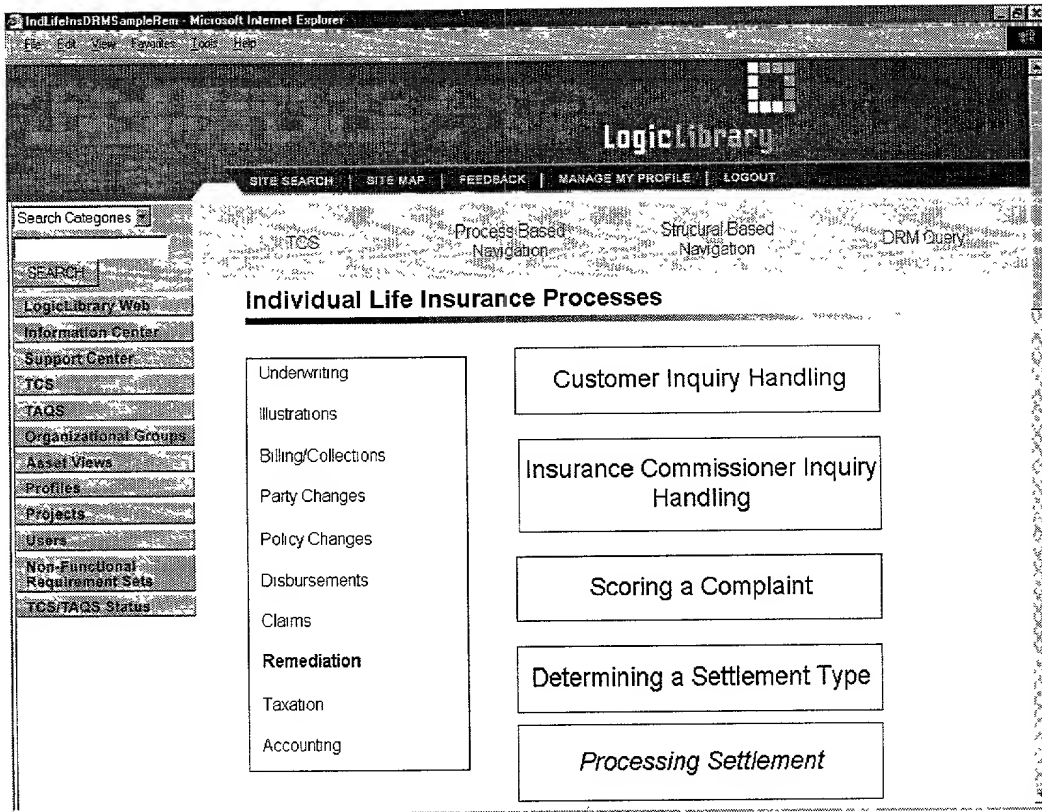 IndLifeInsDRMSampleRem - Microsoft Internet Explorer
File Edit View Favorites Tools Help
LogicLibrary
SITE SEARCH | SITE MAP | FEEDBACK | MANAGE MY PROFILE | LOGOUT
Search Categories
SEARCH
TCS
Process Based
Navigation
Strucural Based
Navigation
DRM Query
LogicLibrary Web
Information Center
Support Center
TCS
TAQS
Organizational Groups
Asset Views
Profiles
Projects
Users
Non-Functional
Requirement Sets
TCS/TAQS Status
Individual Life Insurance Processes
Underwriting
Illustrations
Billing/Collections
Party Changes
Policy Changes
Disbursements
Claims
Remediation
Taxation
Accounting
Customer Inquiry Handling
Insurance Commissioner Inquiry
Handling
Scoring a Complaint
Determining a Settlement Type
Processing Settlement